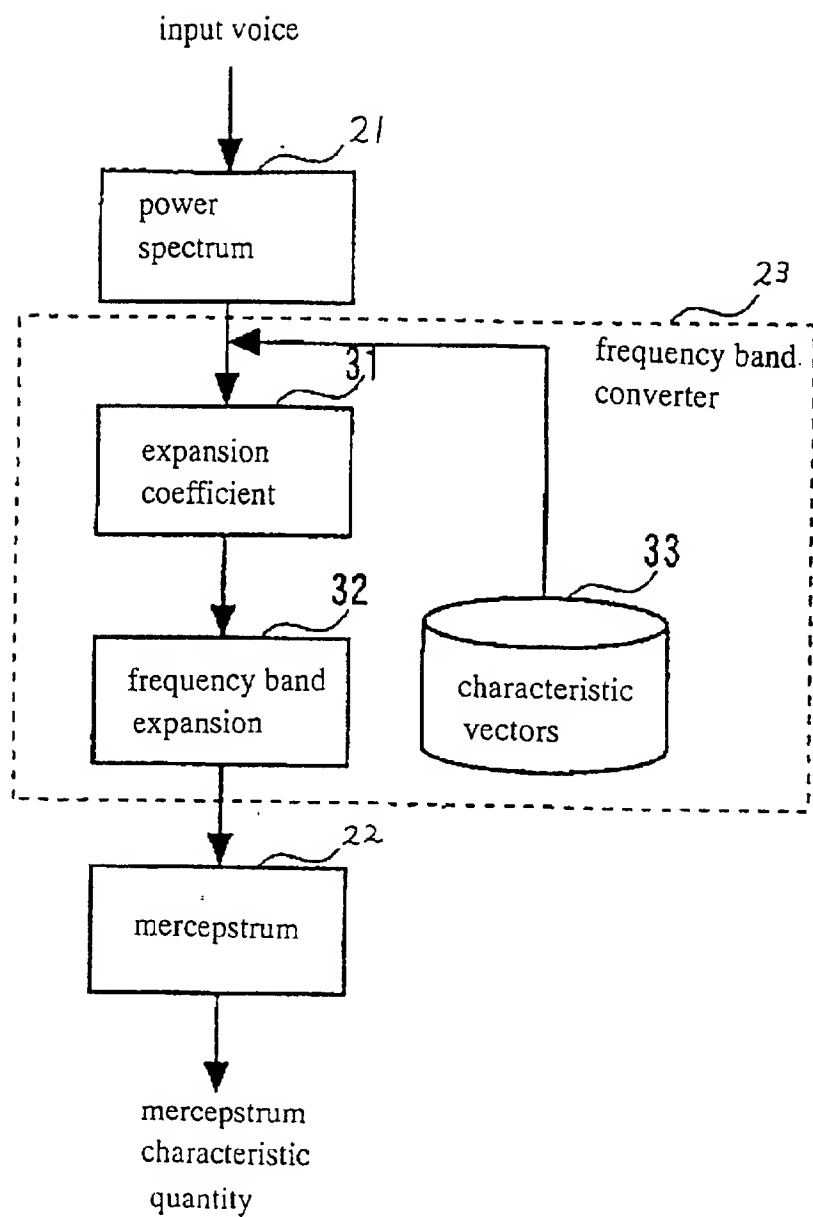 input voice
21
power
spectrum
23
frequency band
converter
31
expansion
coefficient
33
32
frequency band
expansion
characteristic
vectors
22
mercepstrum
mercepstrum
characteristic
quantity